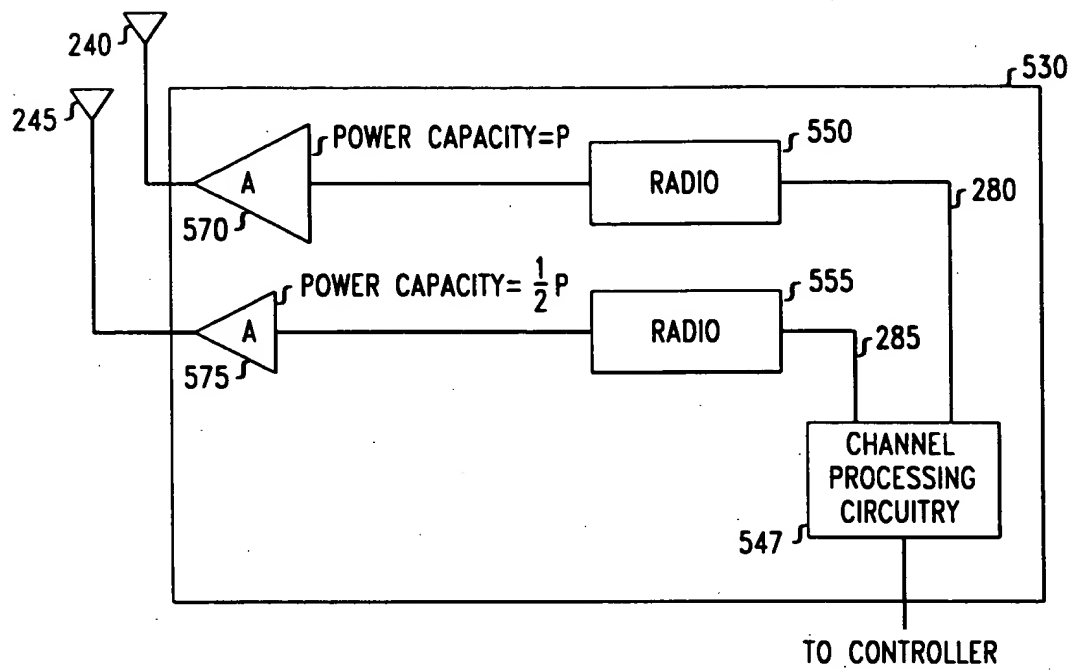 240
530
245
POWER CAPACITY=P
550
A
RADIO
280
570
POWER CAPACITY= 1/2 P
555
A
RADIO
285
575
CHANNEL
PROCESSING
CIRCUITRY
547
TO CONTROLLER